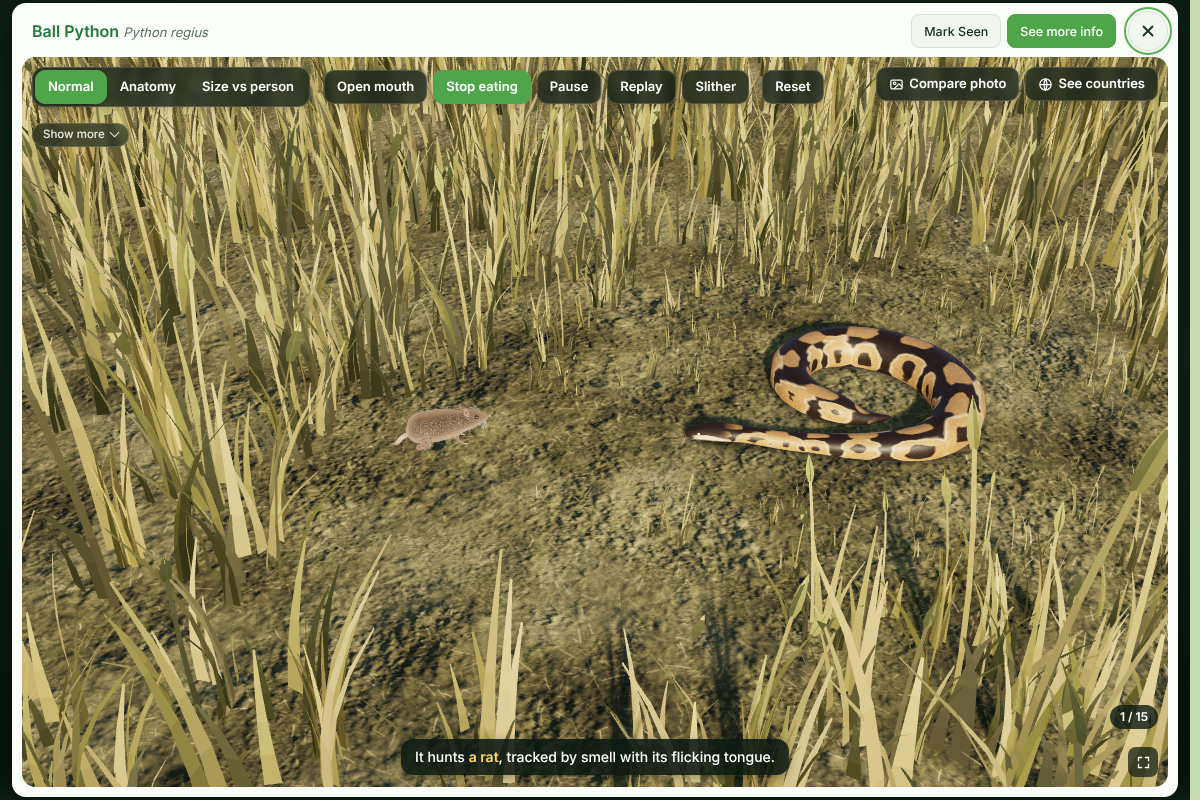 Ball Python Python regius
Mark Seen
See more info
Normal
Anatomy
Size vs person
Open mouth
Stop eating
Pause
Replay
Slither
Reset
Compare photo
See countries
Show more
1 / 15
It hunts a rat, tracked by smell with its flicking tongue.